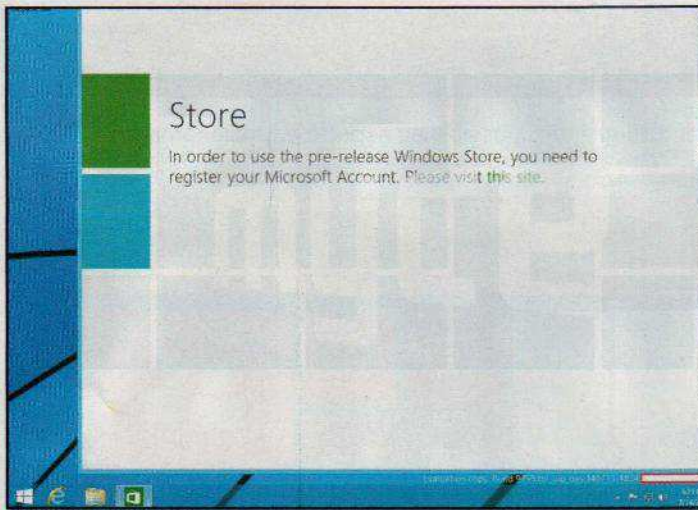 Store
In order to use the pre-release Windows Store, you need to
register your Microsoft Account. Please visit this site.